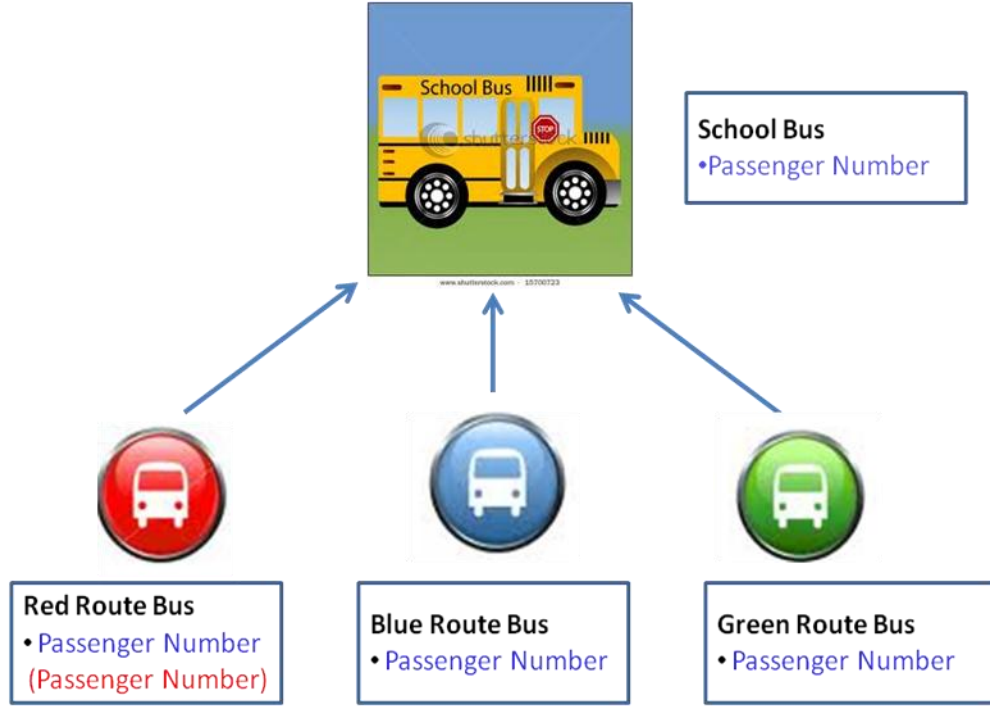 School Bus
STOP
shutterstock
www.shutterstock.com · 15700723
School Bus
•Passenger Number
Red Route Bus
• Passenger Number
(Passenger Number)
Blue Route Bus
• Passenger Number
Green Route Bus
• Passenger Number